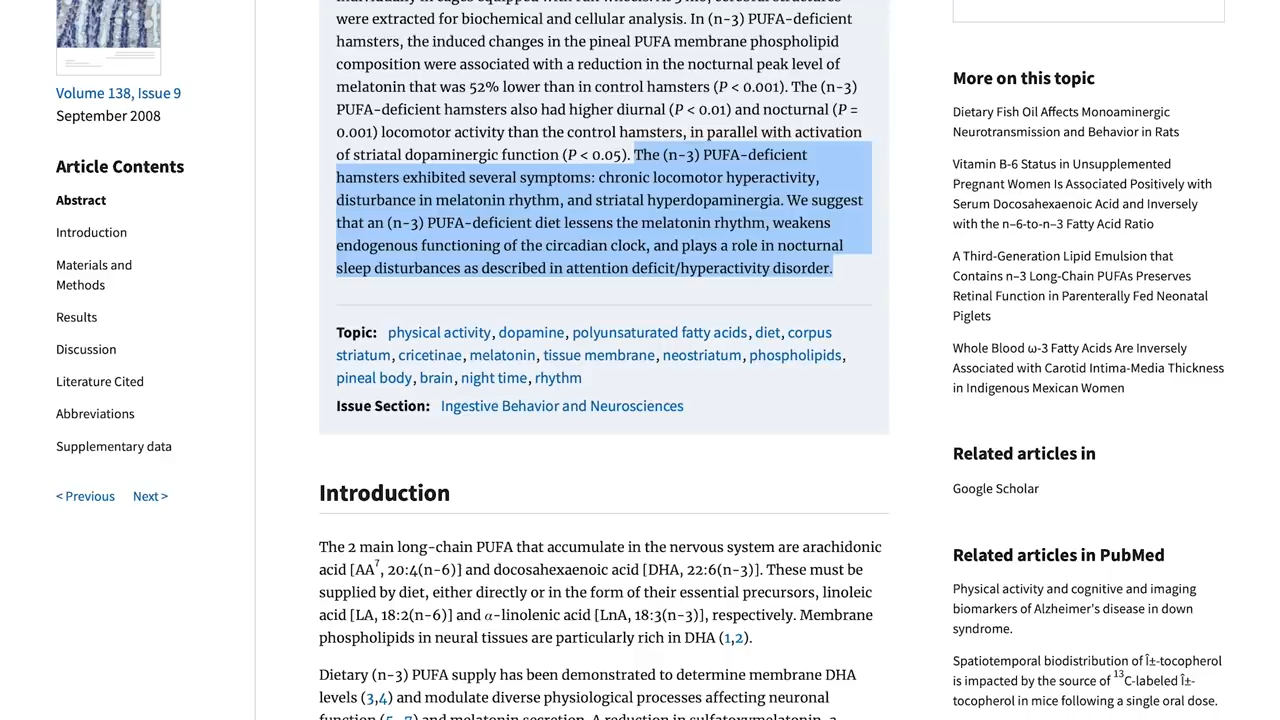 Volume 138, Issue 9
September 2008
Article Contents
Abstract
Introduction
Materials and
Methods
Results
Discussion
Literature Cited
Abbreviations
Supplementary data
< Previous Next >
were extracted for biochemical and cellular analysis. In (n-3) PUFA-deficient
hamsters, the induced changes in the pineal PUFA membrane phospholipid
composition were associated with a reduction in the nocturnal peak level of
melatonin that was 52% lower than in control hamsters (P < 0.001). The (n-3)
PUFA-deficient hamsters also had higher diurnal (P < 0.01) and nocturnal (P =
0.001) locomotor activity than the control hamsters, in parallel with activation
of striatal dopaminergic function (P < 0.05). The (n-3) PUFA-deficient
hamsters exhibited several symptoms: chronic locomotor hyperactivity,
disturbance in melatonin rhythm, and striatal hyperdopaminergia. We suggest
that an (n-3) PUFA-deficient diet lessens the melatonin rhythm, weakens
endogenous functioning of the circadian clock, and plays a role in nocturnal
sleep disturbances as described in attention deficit/hyperactivity disorder.
Topic: physical activity, dopamine, polyunsaturated fatty acids, diet, corpus
striatum, cricetinae, melatonin, tissue membrane, neostriatum, phospholipids,
pineal body, brain, night time, rhythm
Issue Section: Ingestive Behavior and Neurosciences
Introduction
The 2 main long-chain PUFA that accumulate in the nervous system are arachidonic
acid [AA7, 20:4(n-6)] and docosahexaenoic acid [DHA, 22:6(n-3)]. These must be
supplied by diet, either directly or in the form of their essential precursors, linoleic
acid [LA, 18:2(n-6)] and α-linolenic acid [LnA, 18:3(n-3)], respectively. Membrane
phospholipids in neural tissues are particularly rich in DHA (1,2).
Dietary (n-3) PUFA supply has been demonstrated to determine membrane DHA
levels (3,4) and modulate diverse physiological processes affecting neuronal
More on this topic
Dietary Fish Oil Affects Monoaminergic
Neurotransmission and Behavior in Rats
Vitamin B-6 Status in Unsupplemented
Pregnant Women Is Associated Positively with
Serum Docosahexaenoic Acid and Inversely
with the n–6-to-n–3 Fatty Acid Ratio
A Third-Generation Lipid Emulsion that
Contains n–3 Long-Chain PUFAs Preserves
Retinal Function in Parenterally Fed Neonatal
Piglets
Whole Blood ω-3 Fatty Acids Are Inversely
Associated with Carotid Intima-Media Thickness
in Indigenous Mexican Women
Related articles in
Google Scholar
Related articles in PubMed
Physical activity and cognitive and imaging
biomarkers of Alzheimer's disease in down
syndrome.
Spatiotemporal biodistribution of Î±-tocopherol
is impacted by the source of 13C-labeled Î±-
tocopherol in mice following a single oral dose.